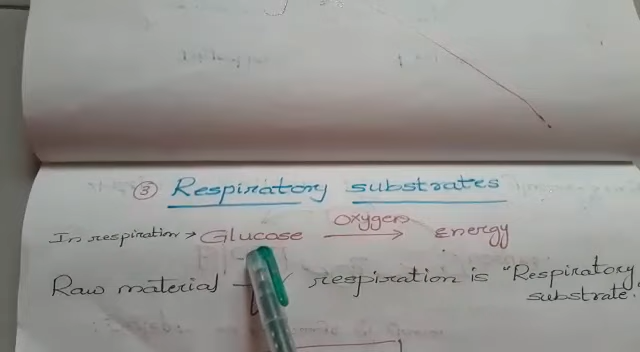 ③ Respiratory substrates
In respiration → Glucose Oxygen → Energy
Raw material respiration is "Respiratory
substrate.